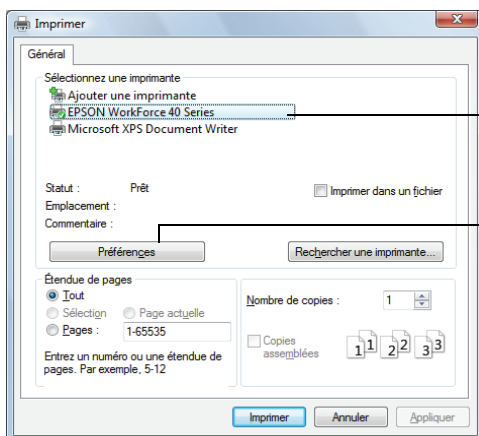 Imprimer
Général
Sélectionnez une imprimante
Ajouter une imprimante
EPSON WorkForce 40 Series
Microsoft XPS Document Writer
Statut : Prêt
Imprimer dans un fichier
Emplacement :
Commentaire :
Préférences
Rechercher une imprimante...
Étendue de pages
Tout
Sélection
Page actuelle
Pages :
1-65535
Entrez un numéro ou une étendue de
pages. Par exemple, 5-12
Nombre de copies :
1
Copies
assemblées
1 1 2 2 3 3
Imprimer
Annuler
Appliquer